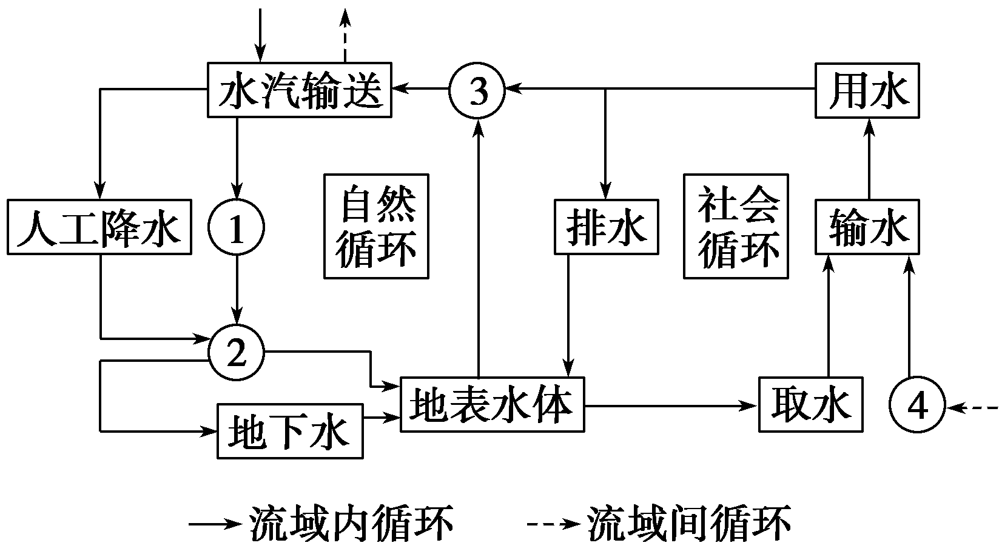 水汽输送
3
用水
人工降水
1
自然
循环
排水
社会
循环
输水
2
地下水
地表水体
取水
4
流域内循环
流域间循环